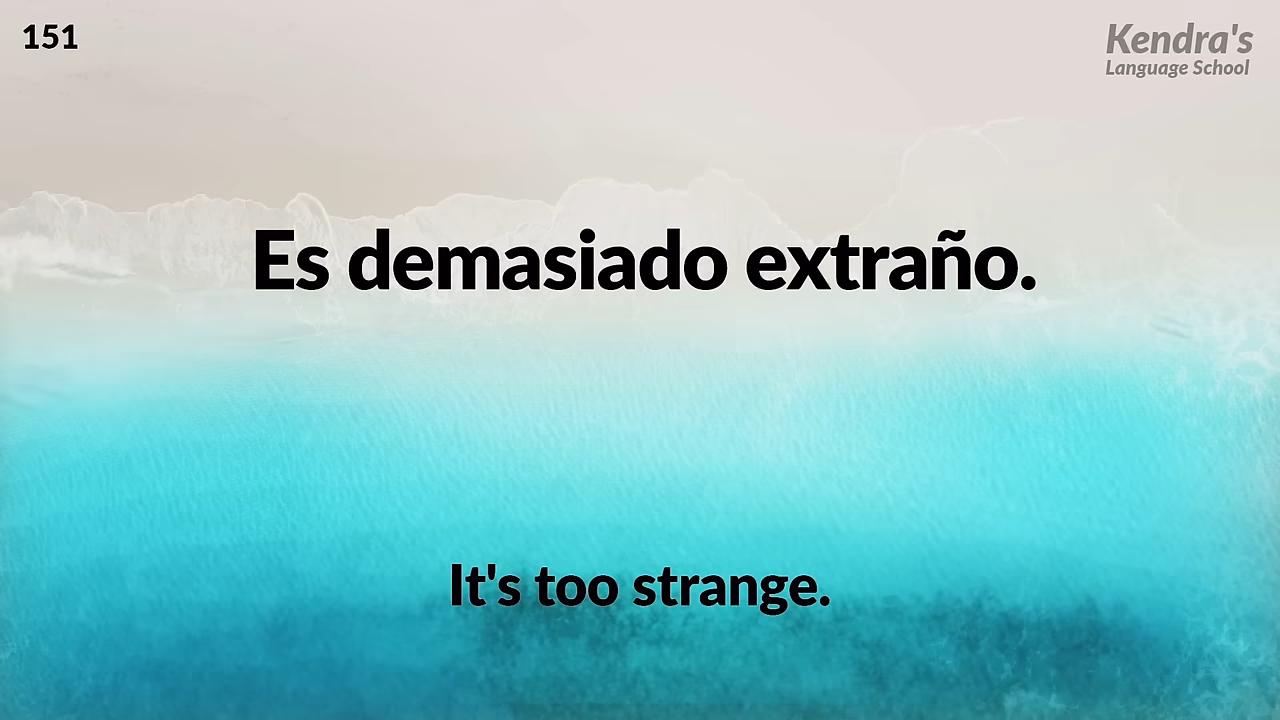 151
Kendra's
Language School
Es demasiado extraño.
It's too strange.